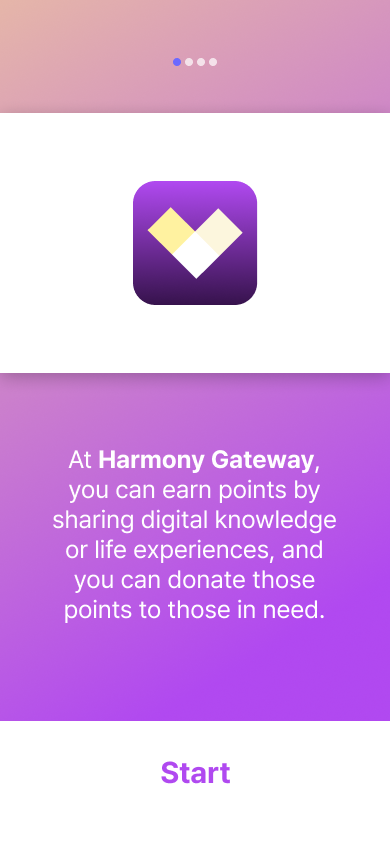 At Harmony Gateway,
you can earn points by
sharing digital knowledge
or life experiences, and
you can donate those
points to those in need.
Start